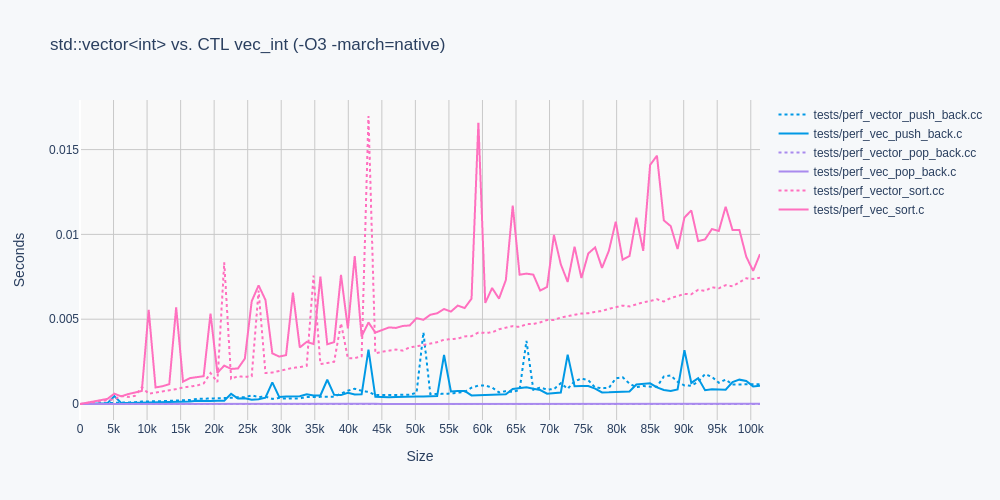 std::vector<int> vs. CTL vec_int (-O3 -march=native)
tests/perf_vector_push_back.cc
tests/perf_vec_push_back.c
tests/perf_vector_pop_back.cc
tests/perf_vec_pop_back.c
tests/perf_vector_sort.cc
tests/perf_vec_sort.c
Seconds
0.015
0.01
0.005
0
0 5k 10k 15k 20k 25k 30k 35k 40k 45k 50k 55k 60k 65k 70k 75k 80k 85k 90k 95k 100k
Size